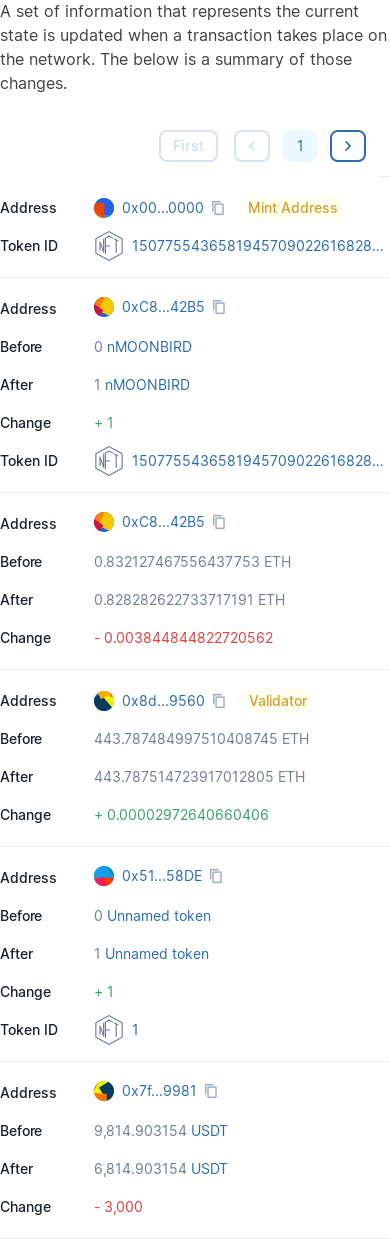 A set of information that represents the current
state is updated when a transaction takes place on
the network. The below is a summary of those
changes.
First
1
Address 0x00...0000 Mint Address
Token ID NFT 1507755436581945709022616828...
Address 0xC8...42B5
Before 0 nMOONBIRD
After 1 nMOONBIRD
Change + 1
Token ID NFT 1507755436581945709022616828...
Address 0xC8...42B5
Before 0.832127467556437753 ETH
After 0.828282622733717191 ETH
Change - 0.003844844822720562
Address 0x8d...9560 Validator
Before 443.787484997510408745 ETH
After 443.787514723917012805 ETH
Change + 0.00002972640660406
Address 0x51...58DE
Before 0 Unnamed token
After 1 Unnamed token
Change + 1
Token ID NFT 1
Address 0x7f...9981
Before 9,814.903154 USDT
After 6,814.903154 USDT
Change - 3,000